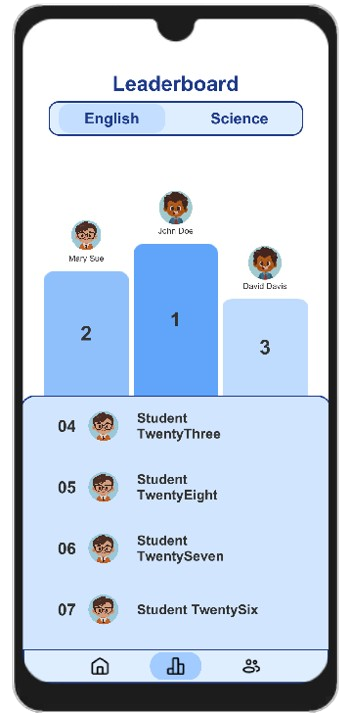 Leaderboard
English Science
John Doe
Mary Sue
David Davis
1
2
3
04 Student
TwentyThree
05 Student
TwentyEight
06 Student
TwentySeven
07 Student TwentySix